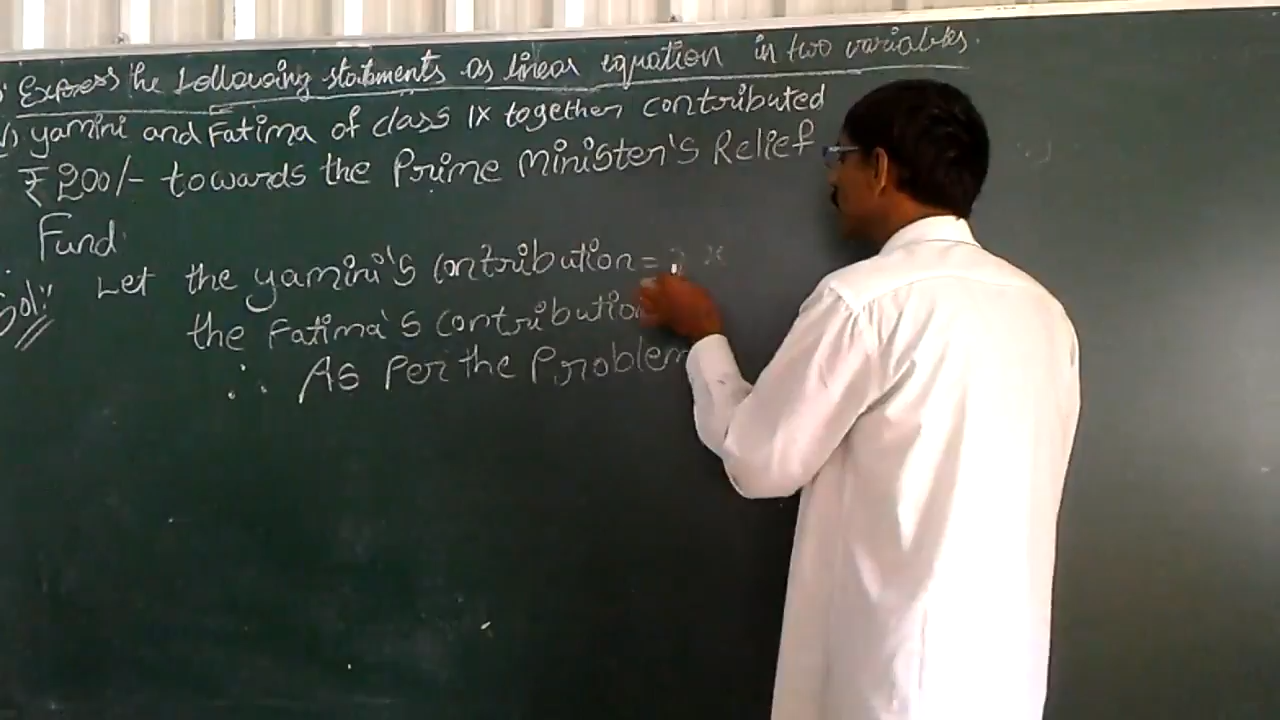 Express the Following statements as linear equation in two variables.
Yamini and Fatima of class IX together contributed
₹ 200/- towards the Prime Minister's Relief
Fund.
Sol:- Let the yamini's contribution = x
the Fatima's contribution
∴ As Per the Problem